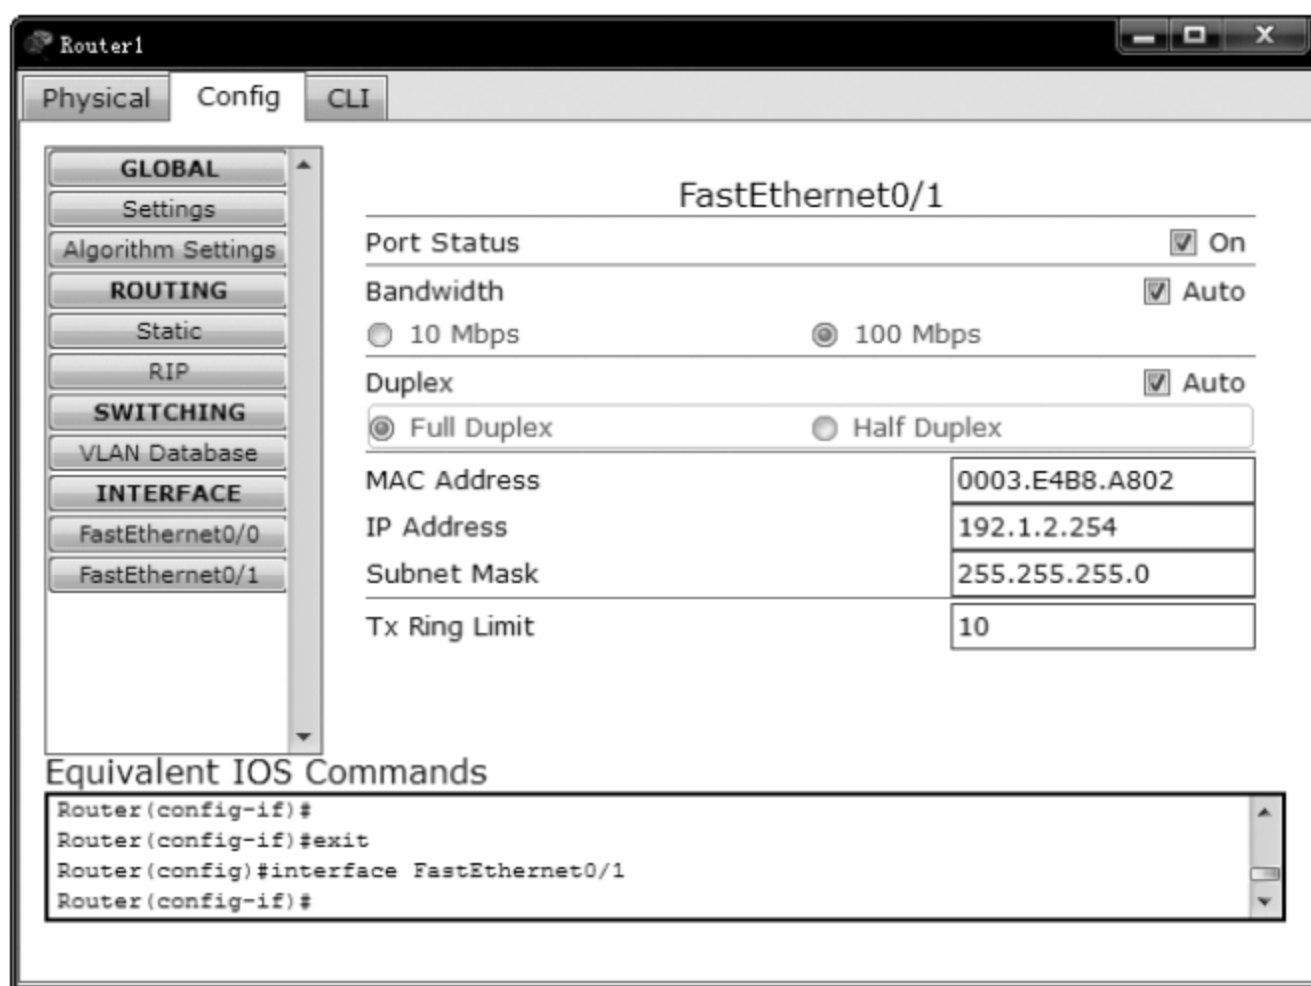 Router1
Physical Config CLI
GLOBAL
Settings
Algorithm Settings
ROUTING
Static
RIP
SWITCHING
VLAN Database
INTERFACE
FastEthernet0/0
FastEthernet0/1
FastEthernet0/1
Port Status On
Bandwidth Auto
10 Mbps 100 Mbps
Duplex Auto
Full Duplex Half Duplex
MAC Address 0003.E4B8.A802
IP Address 192.1.2.254
Subnet Mask 255.255.255.0
Tx Ring Limit 10
Equivalent IOS Commands
Router(config-if)#
Router(config-if)#exit
Router(config)#interface FastEthernet0/1
Router(config-if)#